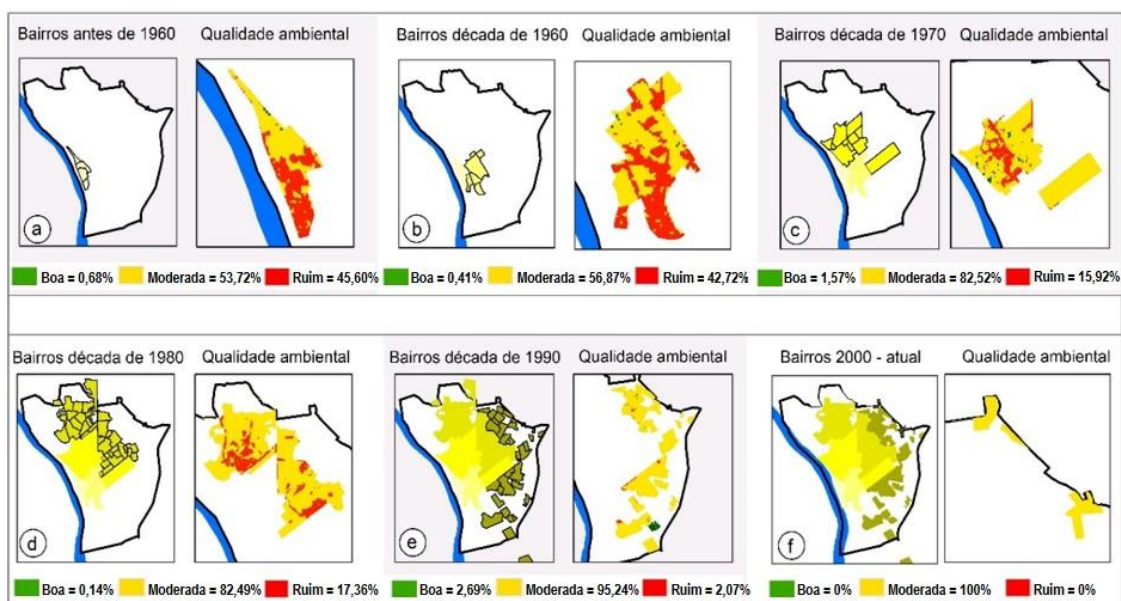 Bairros antes de 1960 Qualidade ambiental
Bairros década de 1960 Qualidade ambiental
Bairros década de 1970 Qualidade ambiental
a
b
c
Boa = 0,68% Moderada = 53,72% Ruim = 45,60%
Boa = 0,41% Moderada = 56,87% Ruim = 42,72%
Boa = 1,57% Moderada = 82,52% Ruim = 15,92%
Bairros década de 1980 Qualidade ambiental
Bairros década de 1990 Qualidade ambiental
Bairros 2000 - atual Qualidade ambiental
d
e
f
Boa = 0,14% Moderada = 82,49% Ruim = 17,36%
Boa = 2,69% Moderada = 95,24% Ruim = 2,07%
Boa = 0% Moderada = 100% Ruim = 0%